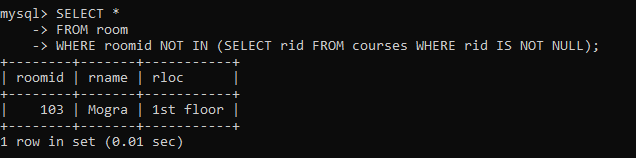 mysql> SELECT *
    -> FROM room
    -> WHERE roomid NOT IN (SELECT rid FROM courses WHERE rid IS NOT NULL);
+--------+-------+-----------+
| roomid | rname | rloc      |
+--------+-------+-----------+
|    103 | Mogra | 1st floor |
+--------+-------+-----------+
1 row in set (0.01 sec)